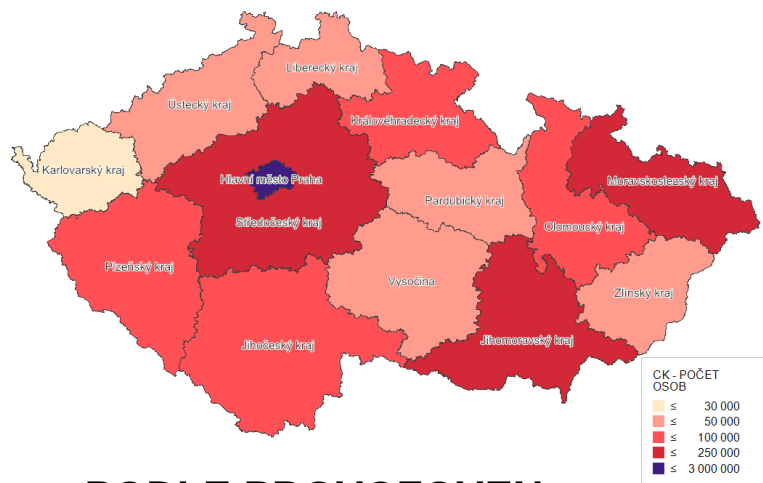 Liberecký kraj
Ústecký kraj
Královéhradecký kraj
Karlovarský kraj
Hlavní město Praha
Moravskoslezský kraj
Pardubický kraj
Středočeský kraj
Olomoucký kraj
Plzeňský kraj
Vysočina
Zlínský kraj
Jihočeský kraj
Jihomoravský kraj
CK - POČET
OSOB
≤ 30 000
≤ 50 000
≤ 100 000
≤ 250 000
≤ 3 000 000
PODLE PROVOZOVEN